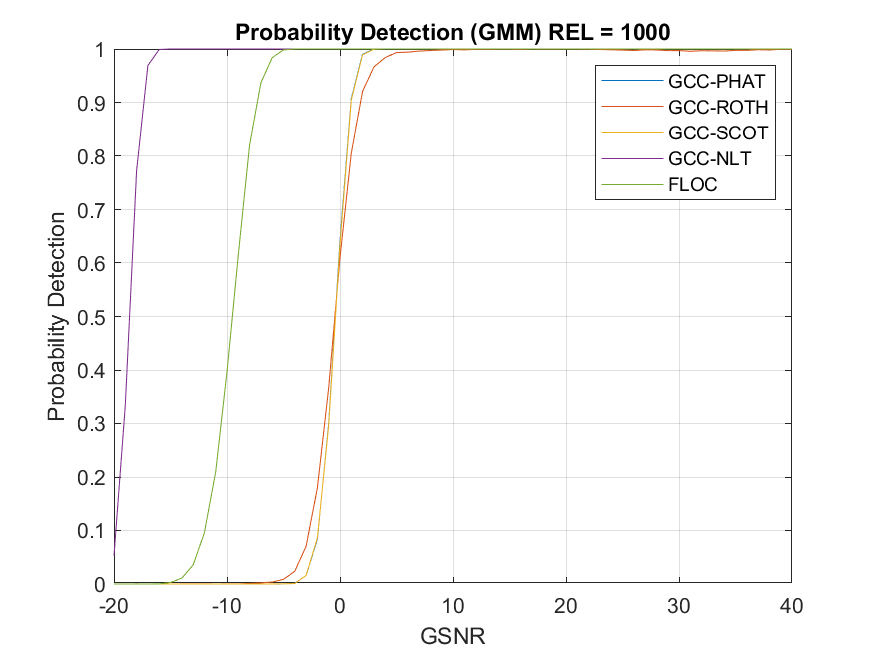 Probability Detection (GMM) REL = 1000
1
0.9
0.8
0.7
0.6
0.5
0.4
0.3
0.2
0.1
0
Probability Detection
GCC-PHAT
GCC-ROTH
GCC-SCOT
GCC-NLT
FLOC
-20 -10 0 10 20 30 40
GSNR